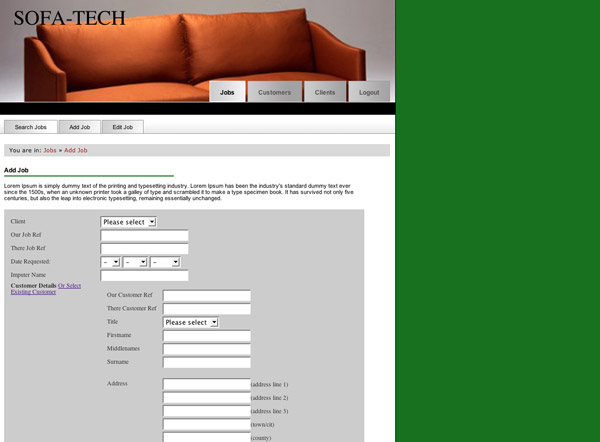 SOFA-TECH
Jobs Customers Clients Logout
Search Jobs Add Job Edit Job
You are in: Jobs » Add Job
Add Job
Lorem Ipsum is simply dummy text of the printing and typesetting industry. Lorem Ipsum has been the industry's standard dummy text ever
since the 1500s, when an unknown printer took a galley of type and scrambled it to make a type specimen book. It has survived not only five
centuries, but also the leap into electronic typesetting, remaining essentially unchanged.
Client Please select
Our Job Ref
There Job Ref
Date Requested: – – –
Imputer Name
Customer Details Or Select
Existing Customer
Our Customer Ref
There Customer Ref
Title Please select
Firstname
Middlenames
Surname
Address (address line 1)
(address line 2)
(address line 3)
(town/cit)
(county)